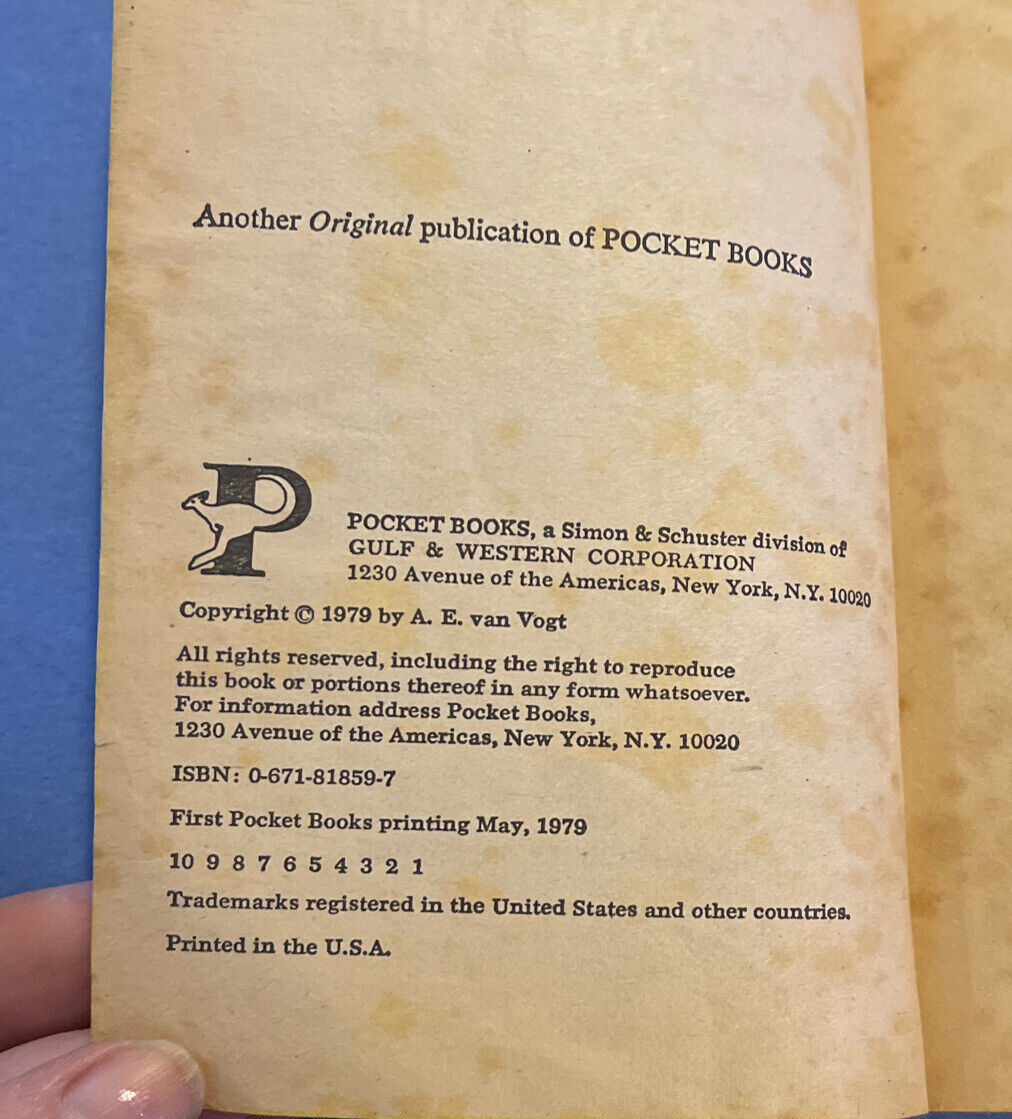 Another Original publication of POCKET BOOKS
P
POCKET BOOKS, a Simon & Schuster division of
GULF & WESTERN CORPORATION
1230 Avenue of the Americas, New York, N.Y. 10020
Copyright © 1979 by A. E. van Vogt
All rights reserved, including the right to reproduce
this book or portions thereof in any form whatsoever.
For information address Pocket Books,
1230 Avenue of the Americas, New York, N.Y. 10020
ISBN: 0-671-81859-7
First Pocket Books printing May, 1979
10 9 8 7 6 5 4 3 2 1
Trademarks registered in the United States and other countries.
Printed in the U.S.A.